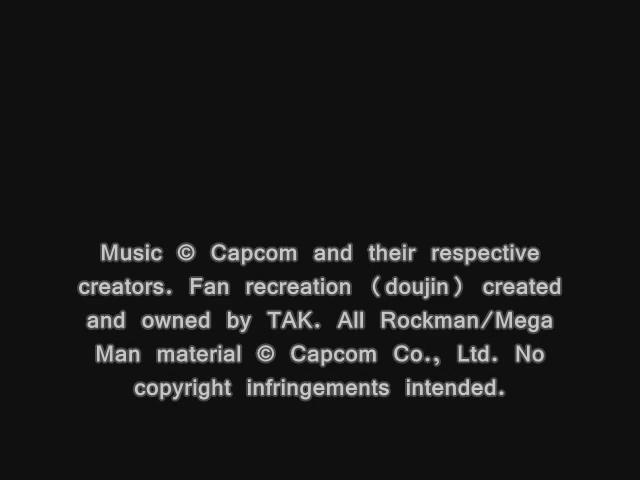 Music © Capcom and their respective
creators. Fan recreation (doujin) created
and owned by TAK. All Rockman/Mega
Man material © Capcom Co., Ltd. No
copyright infringements intended.